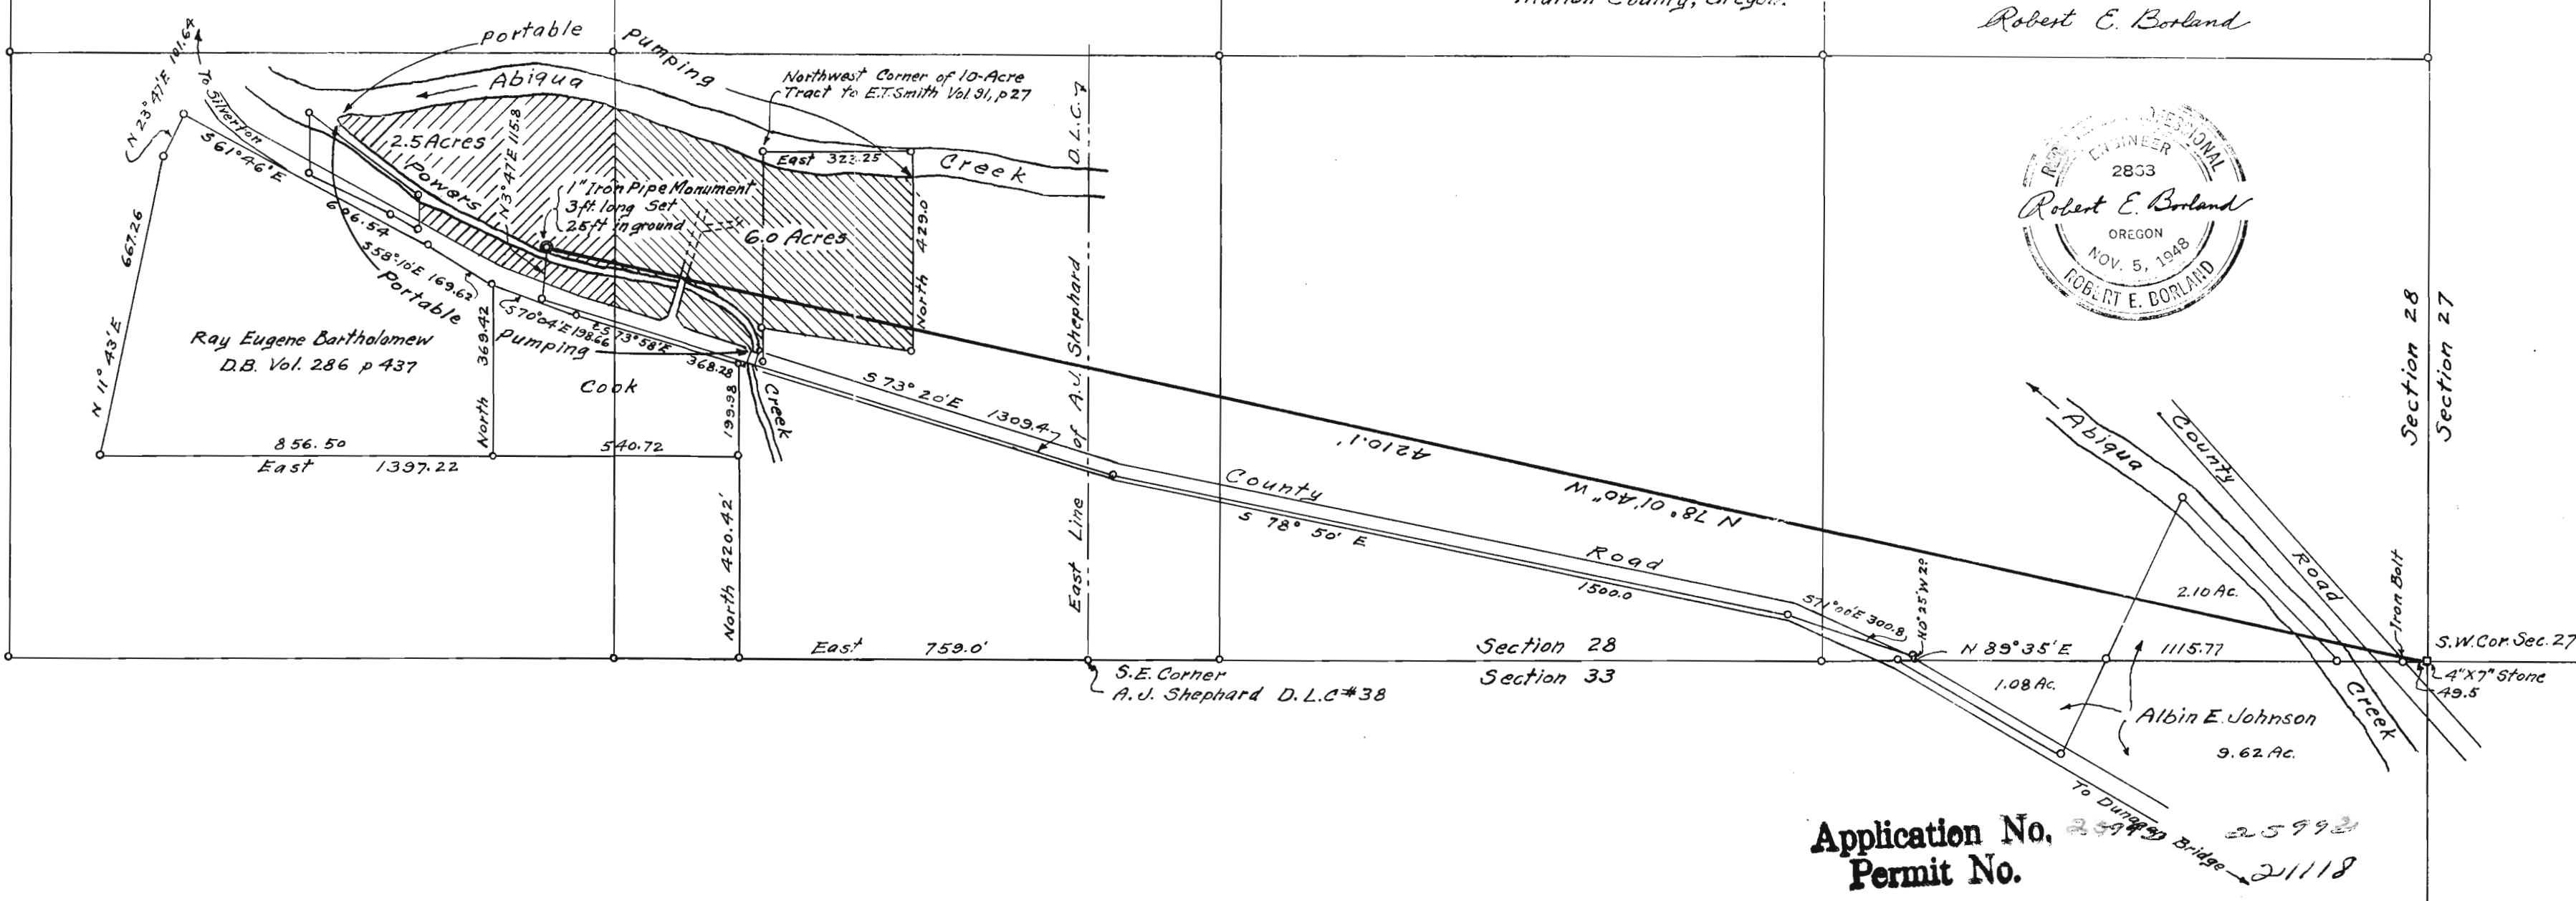 Marion County, Oregon.
Robert E. Borland
portable Pumping
N 23°47'E 101.64
To Silverton
Abiqua
Northwest Corner of 10-Acre
Tract to E.T. Smith Vol. 91, p 27
D.L.C. 7
2.5 Acres
N 3°47'E 115.8
East 322.25
Creek
S 61°46'E
606.54
Powers
1" Iron Pipe Monument
3 ft. long Set
2.5 ft in ground
6.0 Acres
North 429.0'
667.26
N 11°43'E
S 58°10'E 169.62
Portable
Pumping
S 70°04'E 198.66
S 73°58'E
368.28
Ray Eugene Bartholomew
D.B. Vol. 286 p 437
North 369.42
Cook
199.98
Creek
856.50
540.72
East 1397.22
North 420.42'
S 73°20'E 1309.4
East Line of A.J. Shephard
4210.1'
N 78°01'40" W
County Road
S 78°50' E
1500.0
S 71°06'E 300.8
N 0°25'W
East 759.0'
Section 28
Section 33
S.E. Corner
A.J. Shephard D.L.C #38
N 89°35'E
1115.77
2.10 Ac.
1.08 Ac.
Albin E. Johnson
9.62 Ac.
Abiqua
Creek
County
Road
Iron Bolt
Section 28
Section 27
S.W. Cor. Sec. 27
4"X7" Stone
49.5
PROFESSIONAL
ENGINEER
2863
Robert E. Borland
OREGON
NOV. 5, 1948
ROBERT E. BORLAND
To Dunagan Bridge
Application No. 25992
Permit No. 21118